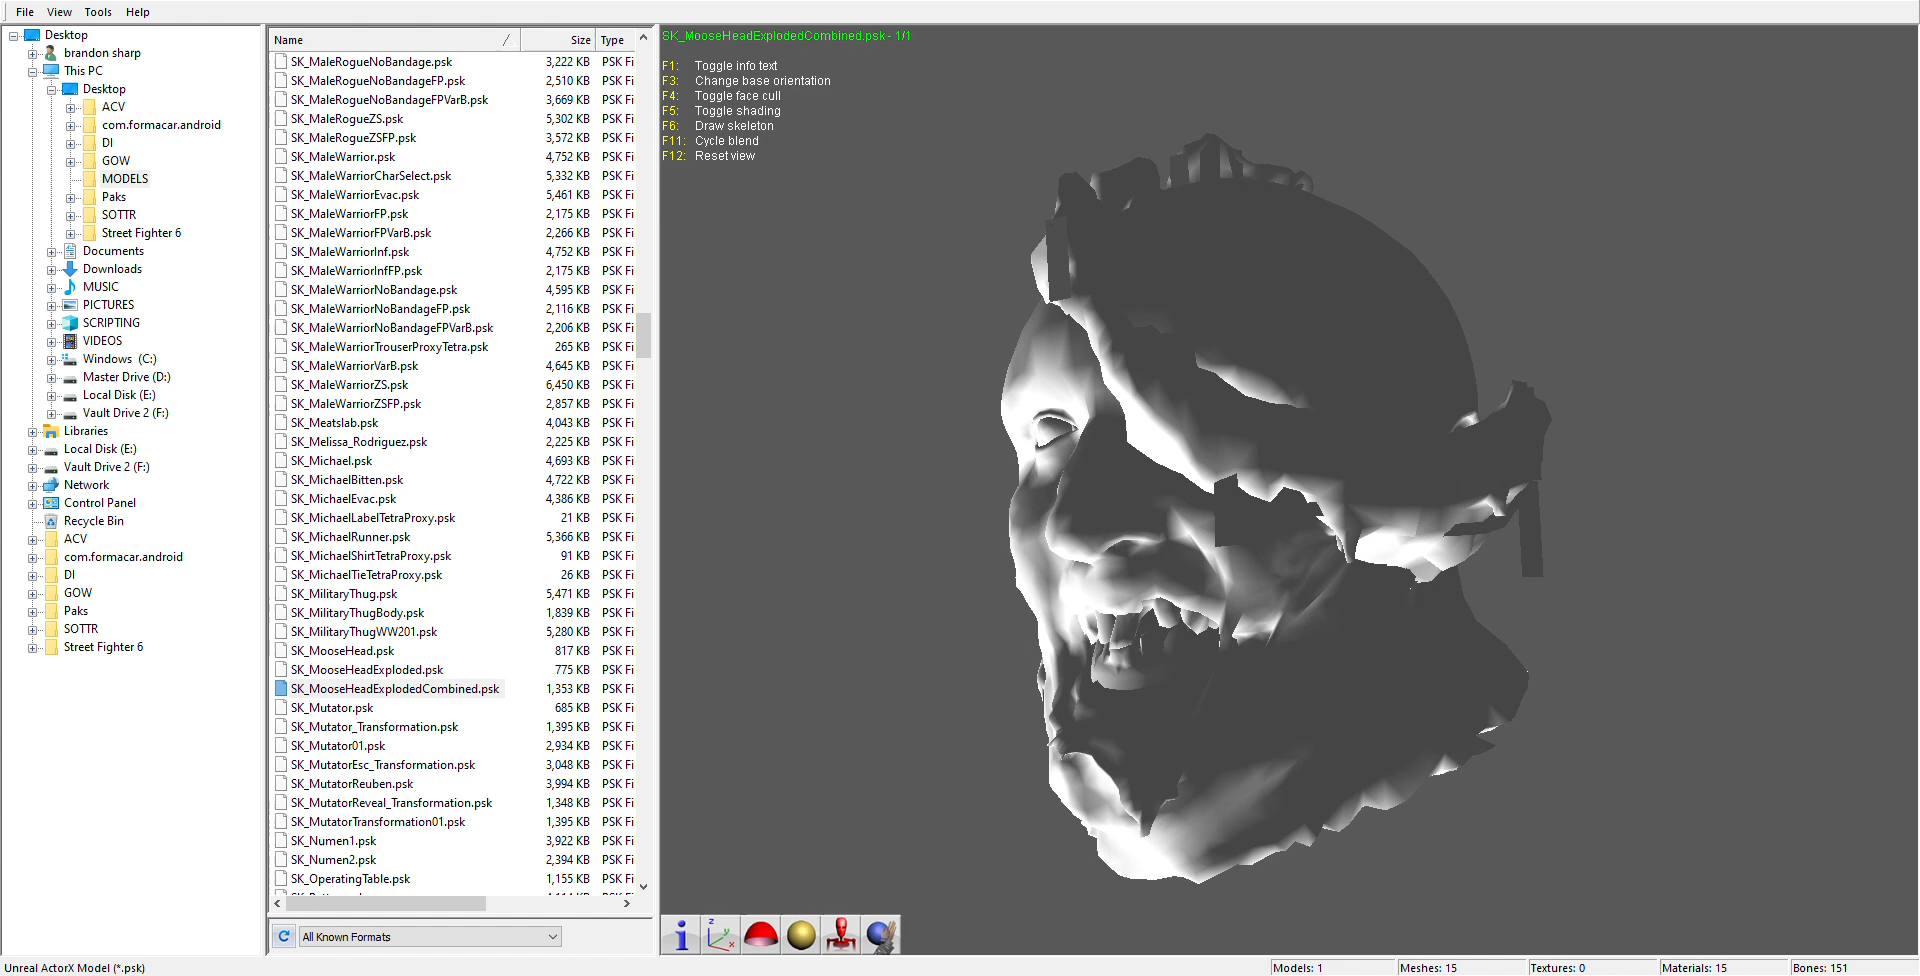 File View Tools Help
Desktop
brandon sharp
This PC
Desktop
ACV
com.formacar.android
DI
GOW
MODELS
Paks
SOTTR
Street Fighter 6
Documents
Downloads
MUSIC
PICTURES
SCRIPTING
VIDEOS
Windows (C:)
Master Drive (D:)
Local Disk (E:)
Vault Drive 2 (F:)
Libraries
Local Disk (E:)
Vault Drive 2 (F:)
Network
Control Panel
Recycle Bin
ACV
com.formacar.android
DI
GOW
Paks
SOTTR
Street Fighter 6
Name Size Type
SK_MaleRogueNoBandage.psk 3,222 KB PSK Fi
SK_MaleRogueNoBandageFP.psk 2,510 KB PSK Fi
SK_MaleRogueNoBandageFPVarB.psk 3,669 KB PSK Fi
SK_MaleRogueZS.psk 5,302 KB PSK Fi
SK_MaleRogueZSFP.psk 3,572 KB PSK Fi
SK_MaleWarrior.psk 4,752 KB PSK Fi
SK_MaleWarriorCharSelect.psk 5,332 KB PSK Fi
SK_MaleWarriorEvac.psk 5,461 KB PSK Fi
SK_MaleWarriorFP.psk 2,175 KB PSK Fi
SK_MaleWarriorFPVarB.psk 2,266 KB PSK Fi
SK_MaleWarriorInf.psk 4,752 KB PSK Fi
SK_MaleWarriorInfFP.psk 2,175 KB PSK Fi
SK_MaleWarriorNoBandage.psk 4,595 KB PSK Fi
SK_MaleWarriorNoBandageFP.psk 2,116 KB PSK Fi
SK_MaleWarriorNoBandageFPVarB.psk 2,206 KB PSK Fi
SK_MaleWarriorTrouserProxyTetra.psk 265 KB PSK Fi
SK_MaleWarriorVarB.psk 4,645 KB PSK Fi
SK_MaleWarriorZS.psk 6,450 KB PSK Fi
SK_MaleWarriorZSFP.psk 2,857 KB PSK Fi
SK_Meatslab.psk 4,043 KB PSK Fi
SK_Melissa_Rodriguez.psk 2,225 KB PSK Fi
SK_Michael.psk 4,693 KB PSK Fi
SK_MichaelBitten.psk 4,722 KB PSK Fi
SK_MichaelEvac.psk 4,386 KB PSK Fi
SK_MichaelLabelTetraProxy.psk 21 KB PSK Fi
SK_MichaelRunner.psk 5,366 KB PSK Fi
SK_MichaelShirtTetraProxy.psk 91 KB PSK Fi
SK_MichaelTieTetraProxy.psk 26 KB PSK Fi
SK_MilitaryThug.psk 5,471 KB PSK Fi
SK_MilitaryThugBody.psk 1,839 KB PSK Fi
SK_MilitaryThugWW201.psk 5,280 KB PSK Fi
SK_MooseHead.psk 817 KB PSK Fi
SK_MooseHeadExploded.psk 775 KB PSK Fi
SK_MooseHeadExplodedCombined.psk 1,353 KB PSK Fi
SK_Mutator.psk 685 KB PSK Fi
SK_Mutator_Transformation.psk 1,395 KB PSK Fi
SK_Mutator01.psk 2,934 KB PSK Fi
SK_MutatorEsc_Transformation.psk 3,048 KB PSK Fi
SK_MutatorReuben.psk 3,994 KB PSK Fi
SK_MutatorReveal_Transformation.psk 1,348 KB PSK Fi
SK_MutatorTransformation01.psk 1,395 KB PSK Fi
SK_Numen1.psk 3,922 KB PSK Fi
SK_Numen2.psk 2,394 KB PSK Fi
SK_OperatingTable.psk 1,155 KB PSK Fi
All Known Formats
SK_MooseHeadExplodedCombined.psk - 1/1
F1: Toggle info text
F3: Change base orientation
F4: Toggle face cull
F5: Toggle shading
F6: Draw skeleton
F11: Cycle blend
F12: Reset view
z
y
x
Unreal ActorX Model (*.psk) Models: 1 Meshes: 15 Textures: 0 Materials: 15 Bones: 151